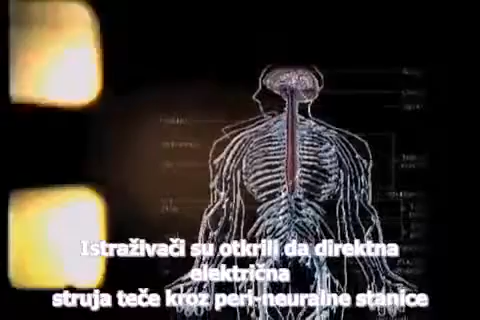 Istraživači su otkrili da direktna
električna
struja teče kroz peri-neuralne stanice